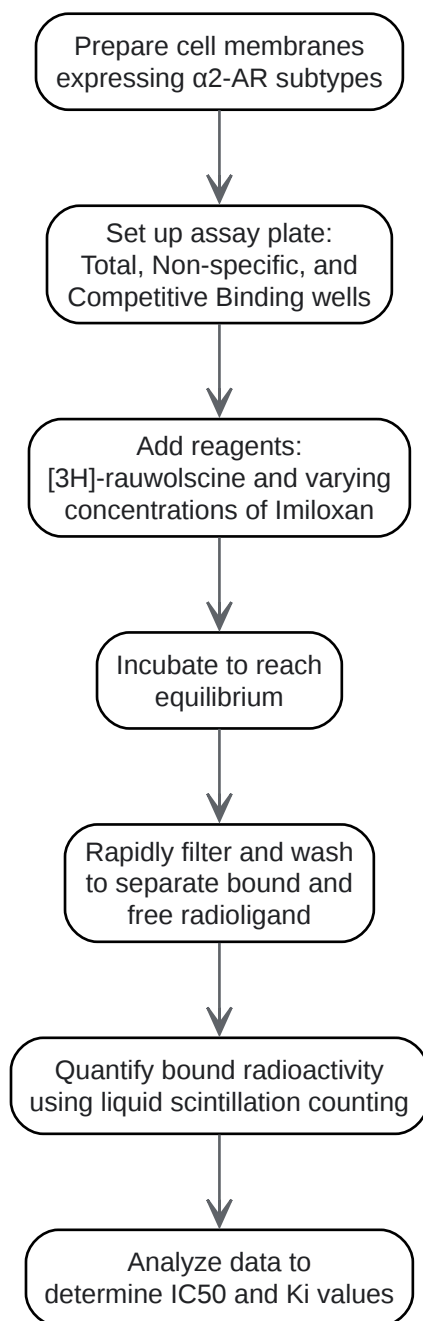 Prepare cell membranes
expressing α2-AR subtypes
Set up assay plate:
Total, Non-specific, and
Competitive Binding wells
Add reagents:
[3H]-rauwolscine and varying
concentrations of Imiloxan
Incubate to reach
equilibrium
Rapidly filter and wash
to separate bound and
free radioligand
Quantify bound radioactivity
using liquid scintillation counting
Analyze data to
determine IC50 and Ki values